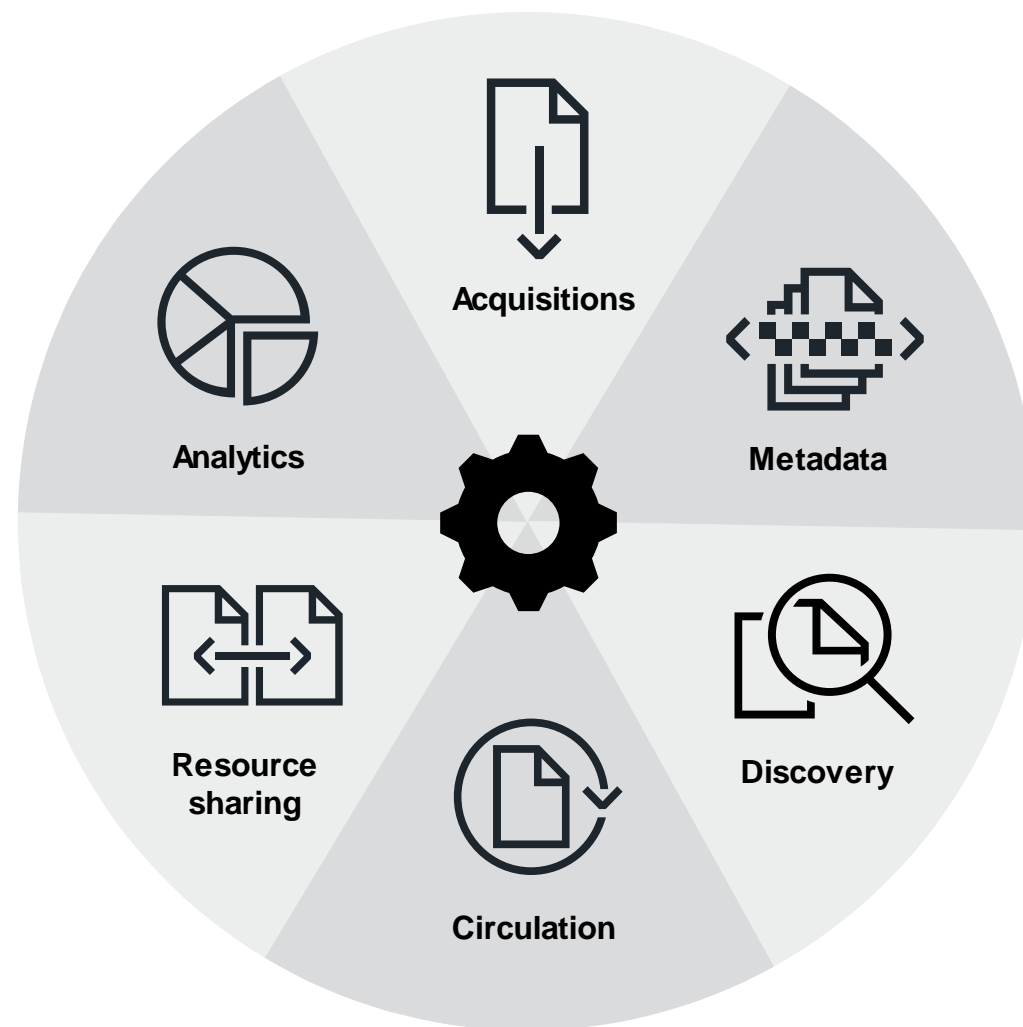 Acquisitions
Analytics
Metadata
Resource
sharing
Discovery
Circulation